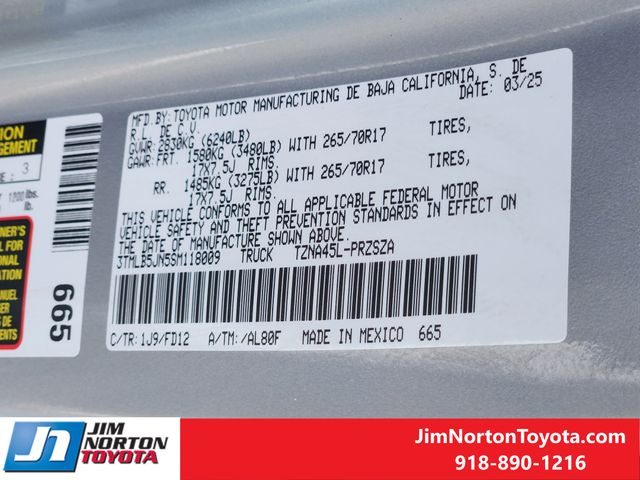 MFD.BY:TOYOTA MOTOR MANUFACTURING DE BAJA CALIFORNIA, S. DE
R.L. DE C.V. DATE: 03/25
GVWR:2830KG (6240LB)
GAWR:FRT. 1580KG (3480LB) WITH 265/70R17 TIRES,
17X7.5J RIMS.
RR. 1485KG (3275LB) WITH 265/70R17 TIRES,
17X7.5J RIMS.
THIS VEHICLE CONFORMS TO ALL APPLICABLE FEDERAL MOTOR
VEHICLE SAFETY AND THEFT PREVENTION STANDARDS IN EFFECT ON
THE DATE OF MANUFACTURE SHOWN ABOVE.
3TMLB5JN5SM118009 TRUCK TZNA45L-PRZSZA
C/TR: 1J9/FD12 A/TM: /AL80F MADE IN MEXICO 665
3
1200 lbs.
lb.
665
JIM
NORTON
TOYOTA
JimNortonToyota.com
918-890-1216